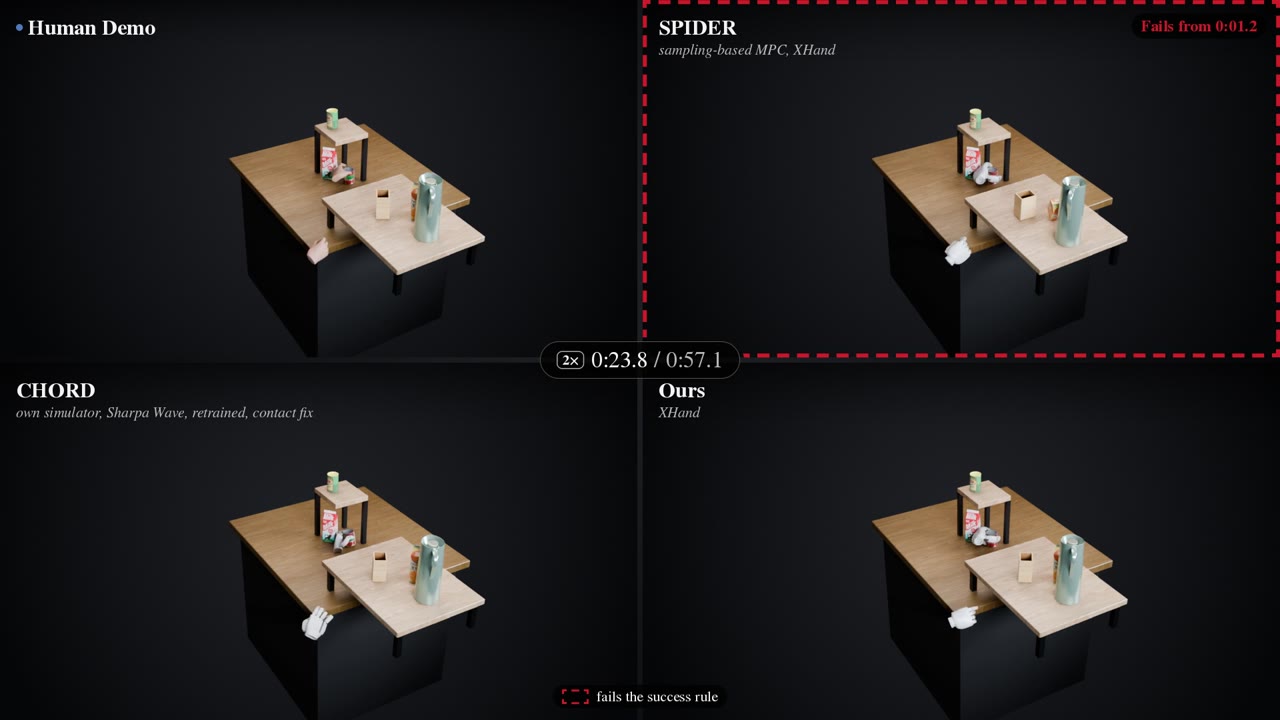 Human Demo
SPIDER
sampling-based MPC, XHand
Fails from 0:01.2
2× 0:23.8 / 0:57.1
CHORD
own simulator, Sharpa Wave, retrained, contact fix
Ours
XHand
fails the success rule